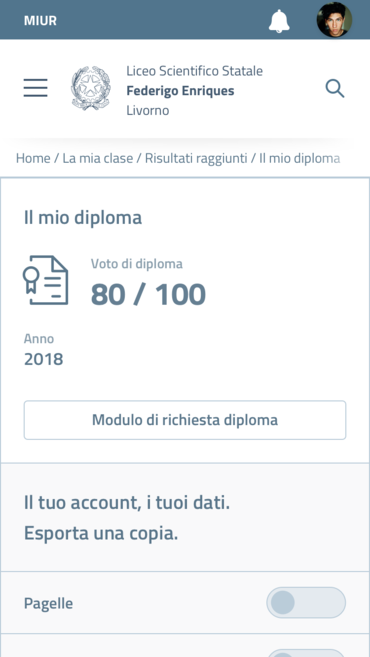 MIUR
Liceo Scientifico Statale
Federigo Enriques
Livorno
Home / La mia clase / Risultati raggiunti / Il mio diploma
Il mio diploma
Voto di diploma
80 / 100
Anno
2018
Modulo di richiesta diploma
Il tuo account, i tuoi dati.
Esporta una copia.
Pagelle